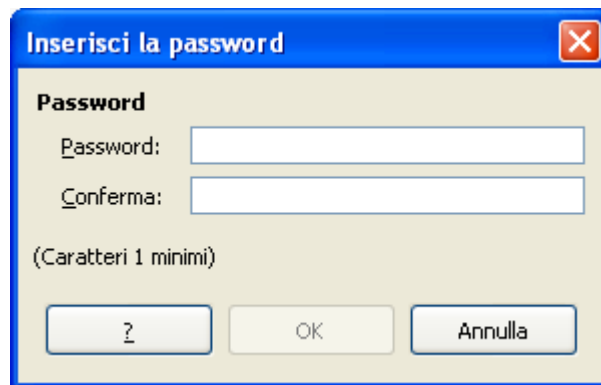 Inserisci la password
Password
Password:
Conferma:
(Caratteri 1 minimi)
? OK Annulla